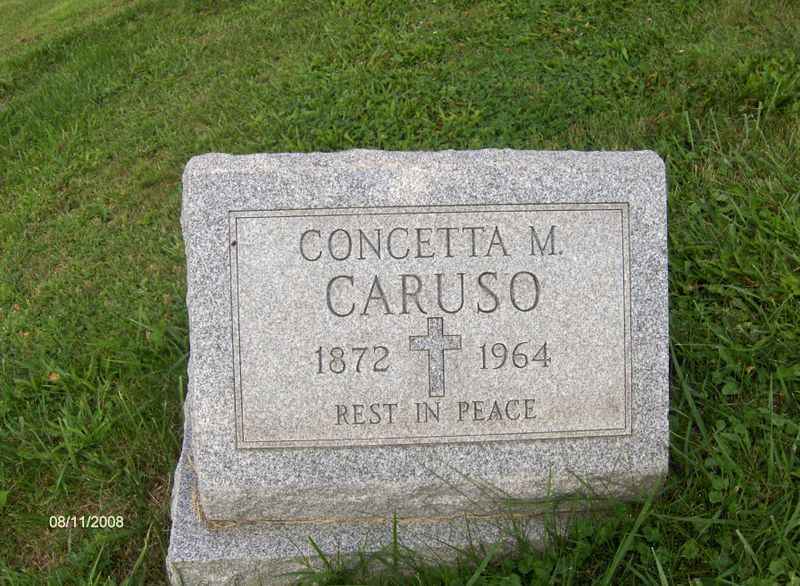 CONCETTA M.
CARUSO
1872 1964
REST IN PEACE
08/11/2008